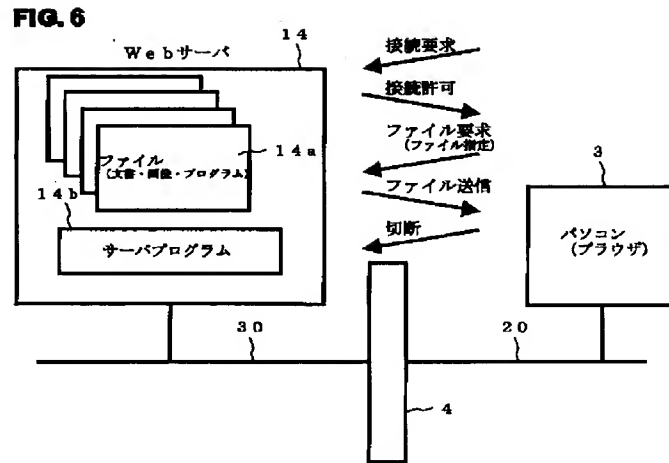 FIG. 6
Webサーバ
14
接続要求
接続許可
ファイル要求
(ファイル指定)
ファイル送信
切断
ファイル
(文書・画像・プログラム)
14a
14b
サーバプログラム
3
パソコン
(ブラウザ)
30
20
4